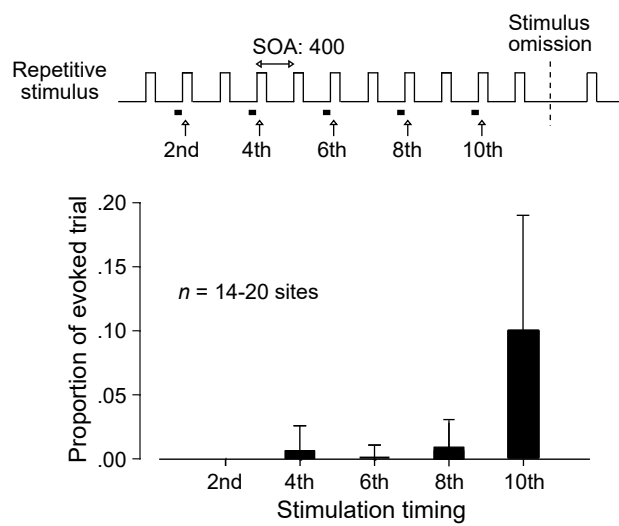 Stimulus
omission
SOA: 400
Repetitive
stimulus
2nd 4th 6th 8th 10th
Proportion of evoked trial
.20
.15
n = 14-20 sites
.10
.05
.00
2nd 4th 6th 8th 10th
Stimulation timing